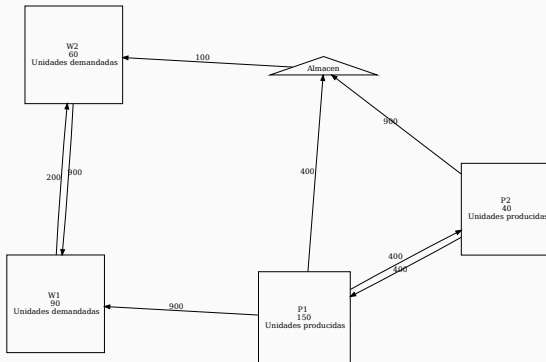 W2
60
Unidades demandadas
100
Almacen
900
400
P2
40
Unidades producidas
200
900
400
400
W1
90
Unidades demandadas
900
P1
150
Unidades producidas